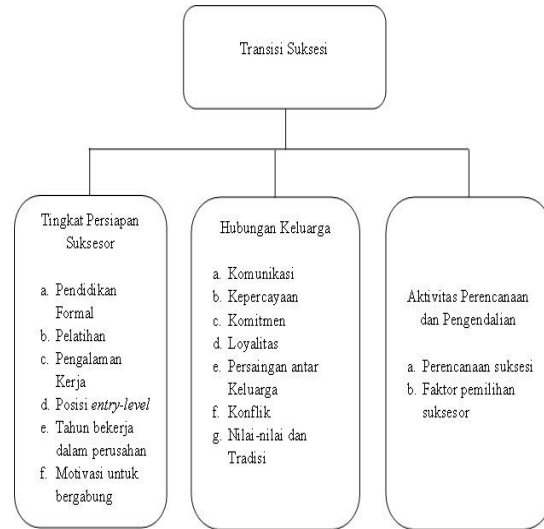 Transisi Suksesi
Tingkat Persiapan
Suksesor
a. Pendidikan
Formal
b. Pelatihan
c. Pengalaman
Kerja
d. Posisi entry-level
e. Tahun bekerja
dalam perusahan
f. Motivasi untuk
bergabung
Hubungan Keluarga
a. Komunikasi
b. Kepercayaan
c. Komitmen
d. Loyalitas
e. Persaingan antar
Keluarga
f. Konflik
g. Nilai-nilai dan
Tradisi
Aktivitas Perencanaan
dan Pengendalian
a. Perencanaan suksesi
b. Faktor pemilihan
suksesor